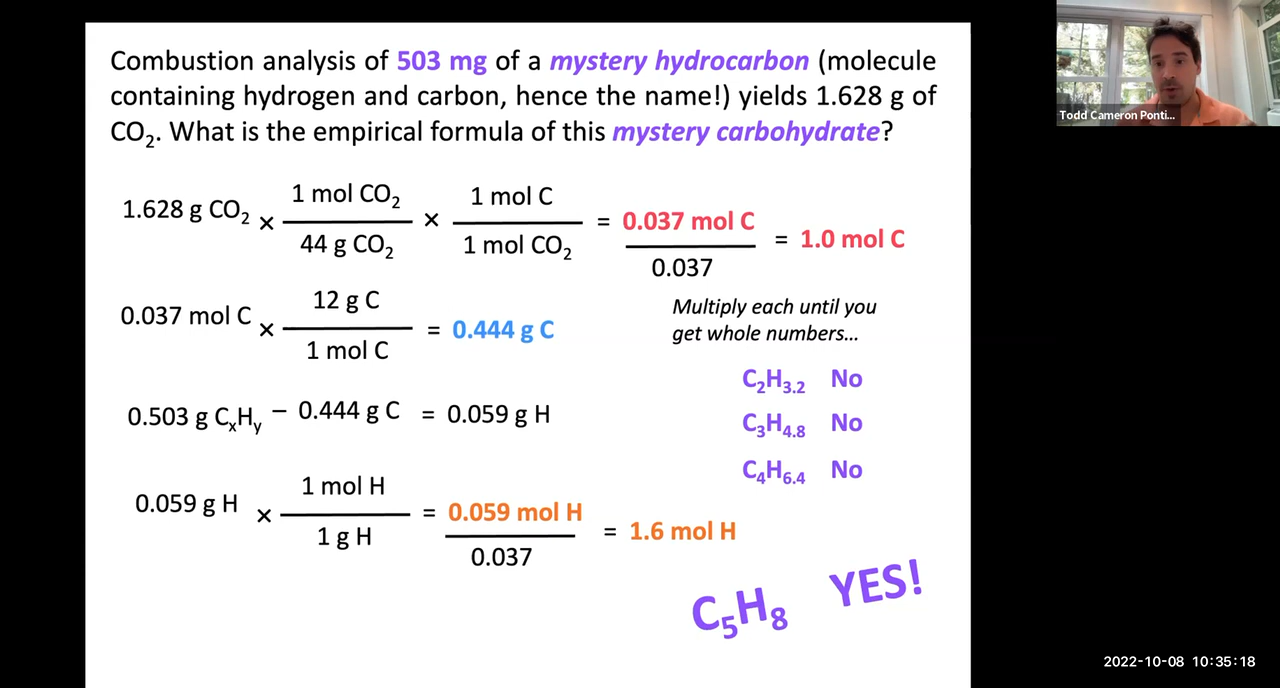 Combustion analysis of 503 mg of a mystery hydrocarbon (molecule
containing hydrogen and carbon, hence the name!) yields 1.628 g of
CO₂. What is the empirical formula of this mystery carbohydrate?
1.628 g CO₂ × 1 mol CO₂ / 44 g CO₂ × 1 mol C / 1 mol CO₂ = 0.037 mol C / 0.037 = 1.0 mol C
0.037 mol C × 12 g C / 1 mol C = 0.444 g C
Multiply each until you
get whole numbers...
C₂H₃.₂ No
C₃H₄.₈ No
C₄H₆.₄ No
0.503 g CₓHᵧ − 0.444 g C = 0.059 g H
0.059 g H × 1 mol H / 1 g H = 0.059 mol H / 0.037 = 1.6 mol H
C₅H₈ YES!
Todd Cameron Ponti...
2022-10-08 10:35:18